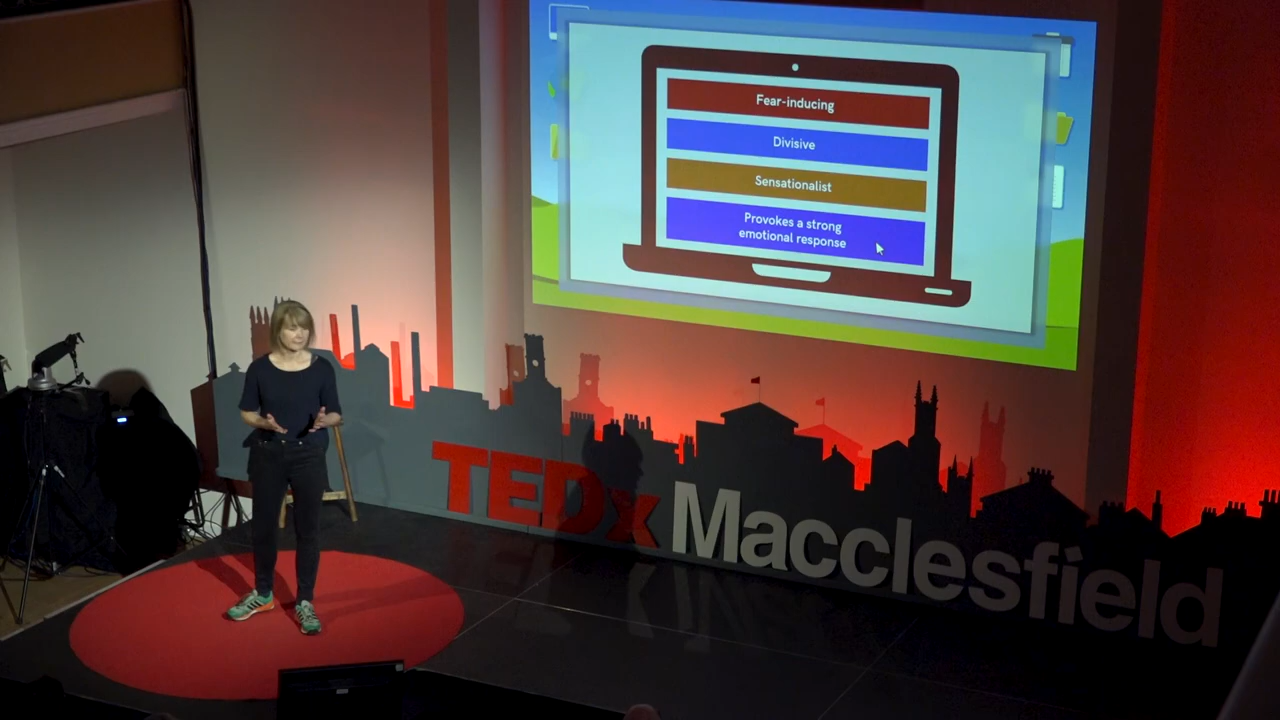 Fear-inducing
Divisive
Sensationalist
Provokes a strong
emotional response
TEDx Macclesfield